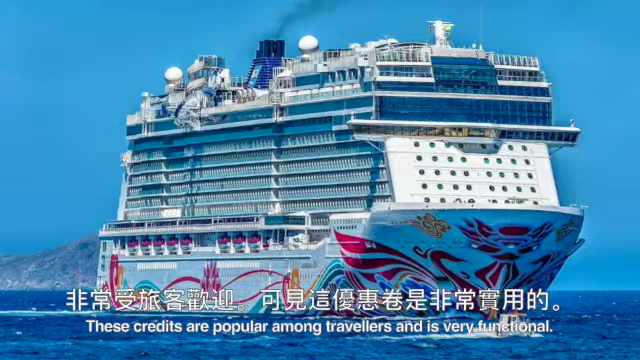 非常受旅客歡迎。可見這優惠卷是非常實用的。
These credits are popular among travellers and is very functional.